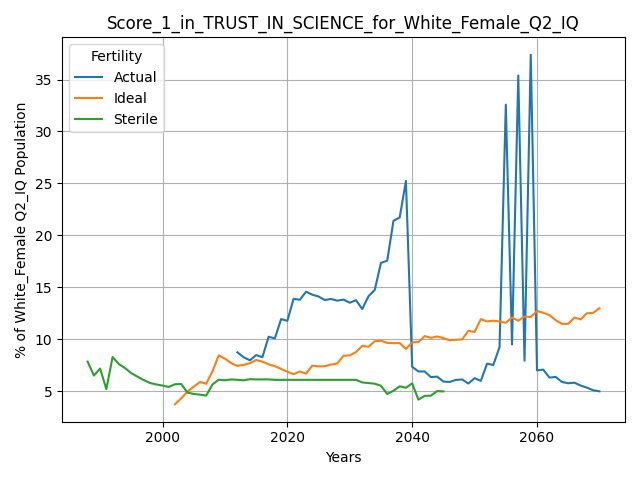 Score_1_in_TRUST_IN_SCIENCE_for_White_Female_Q2_IQ
Fertility
Actual
Ideal
Sterile
% of White_Female Q2_IQ Population
35
30
25
20
15
10
5
2000 2020 2040 2060
Years